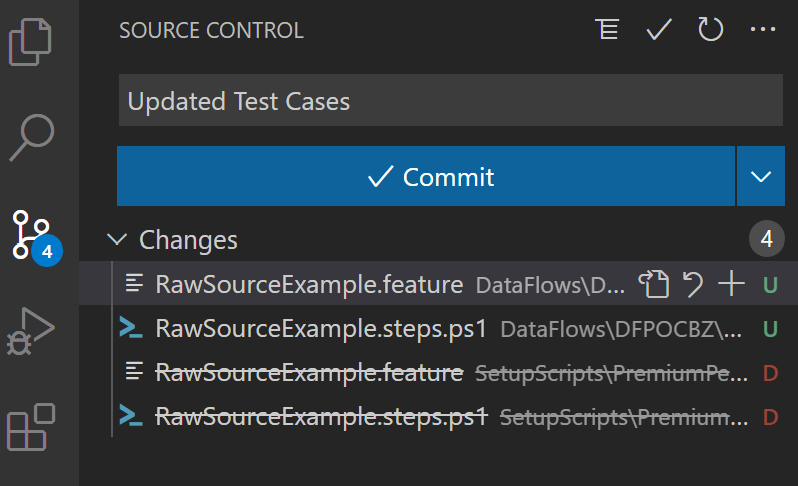 SOURCE CONTROL
Updated Test Cases
Commit
4
Changes 4
RawSourceExample.feature DataFlows\D... U
RawSourceExample.steps.ps1 DataFlows\DFPOCBZ\... U
RawSourceExample.feature SetupScripts\PremiumPe... D
RawSourceExample.steps.ps1 SetupScripts\Premium... D